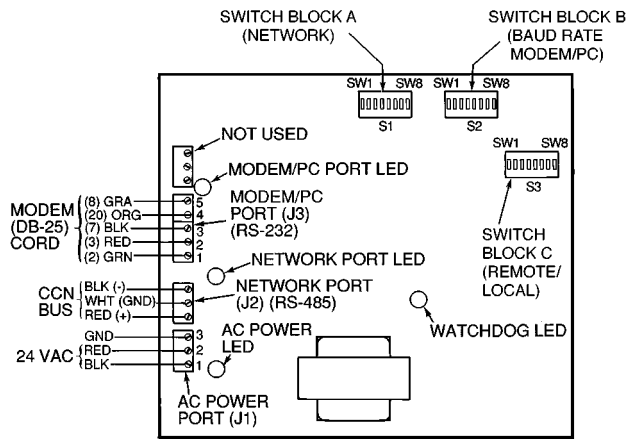 SWITCH BLOCK A
(NETWORK)
SWITCH BLOCK B
(BAUD RATE
MODEM/PC)
SW1 SW8
S1
SW1 SW8
S2
SW1 SW8
S3
NOT USED
MODEM/PC PORT LED
MODEM
(DB-25)
CORD
(8) GRA
(20) ORG
(7) BLK
(3) RED
(2) GRN
5
4
3
2
1
MODEM/PC
PORT (J3)
(RS-232)
SWITCH
BLOCK C
(REMOTE/
LOCAL)
NETWORK PORT LED
CCN
BUS
BLK (-)
WHT (GND)
RED (+)
NETWORK PORT
(J2) (RS-485)
WATCHDOG LED
24 VAC
GND
RED
BLK
3
2
1
AC POWER
LED
AC POWER
PORT (J1)